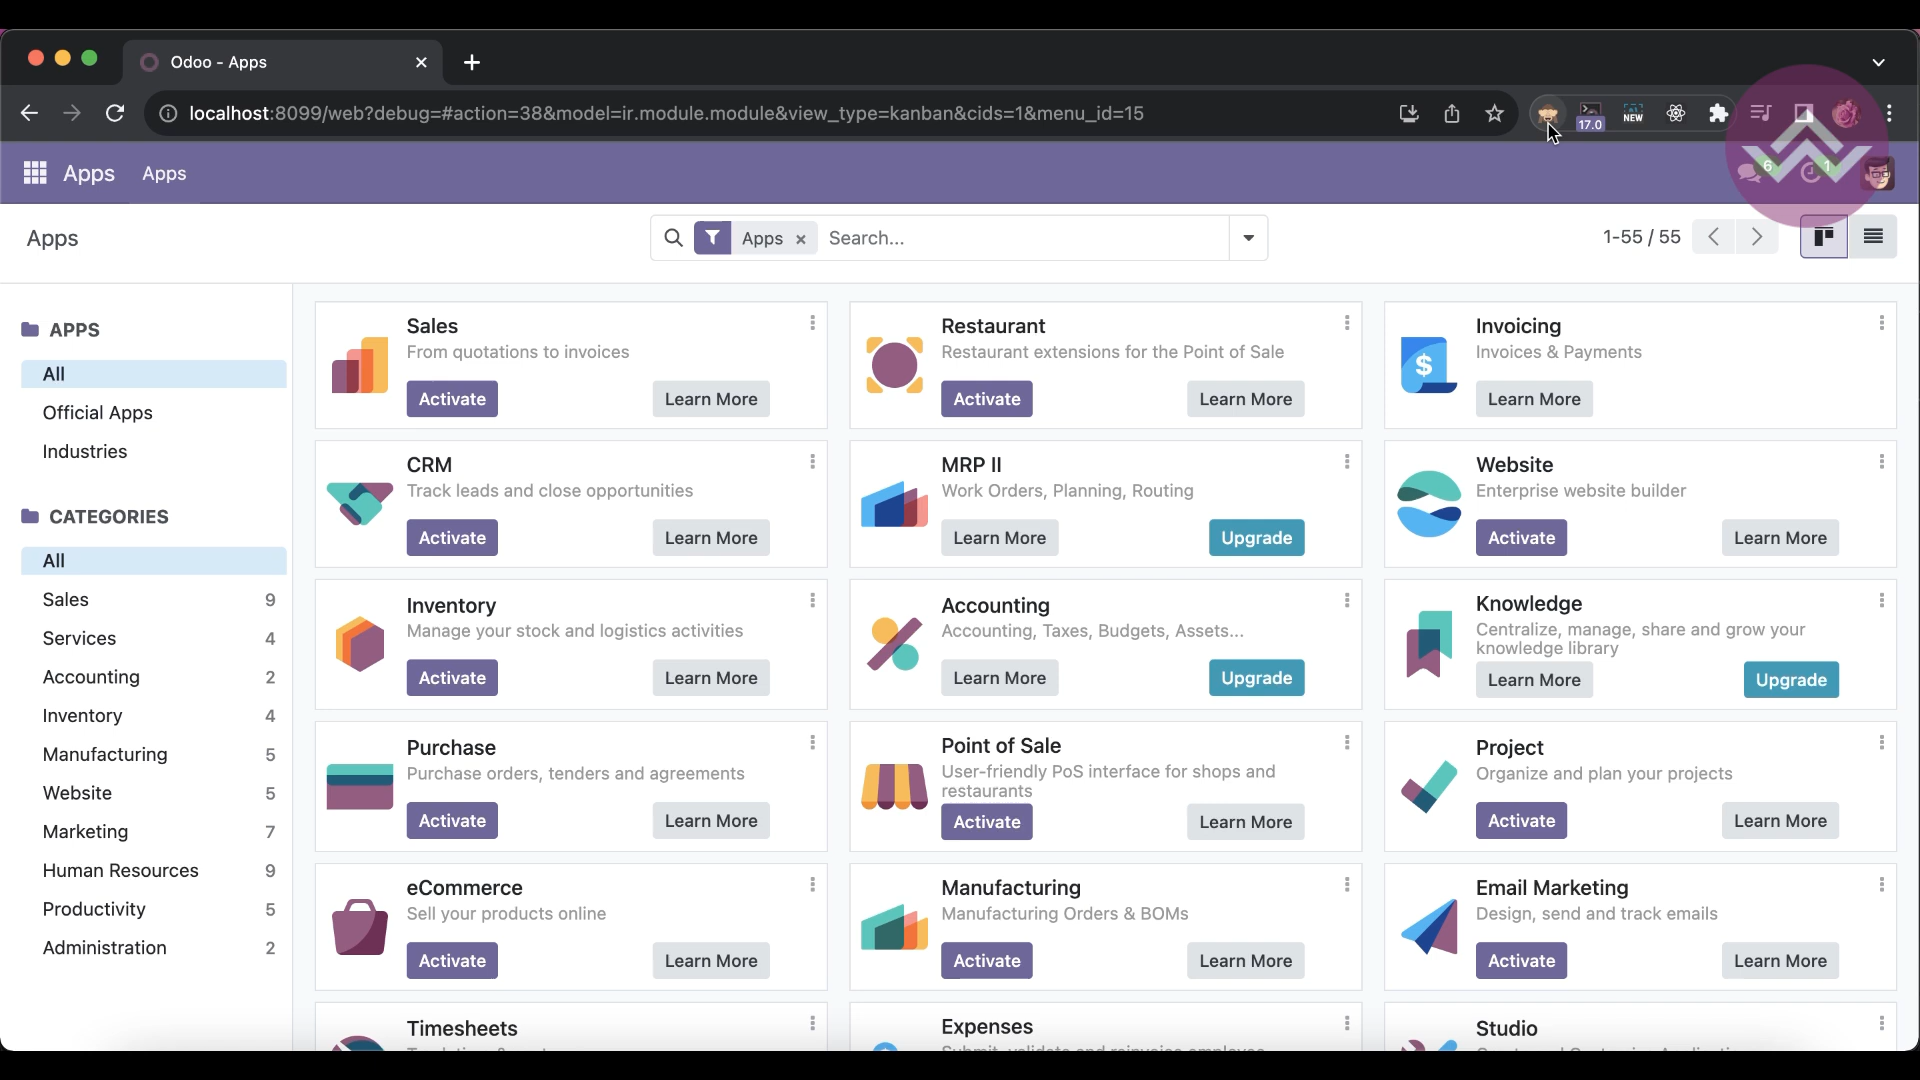 Odoo - Apps
localhost:8099/web?debug=#action=38&model=ir.module.module&view_type=kanban&cids=1&menu_id=15
17.0
NEW
Apps
Apps
6
1
Apps
Apps
Search...
1-55 / 55
APPS
All
Official Apps
Industries
CATEGORIES
All
Sales 9
Services 4
Accounting 2
Inventory 4
Manufacturing 5
Website 5
Marketing 7
Human Resources 9
Productivity 5
Administration 2
Sales
From quotations to invoices
Activate
Learn More
Restaurant
Restaurant extensions for the Point of Sale
Activate
Learn More
Invoicing
Invoices & Payments
$
Learn More
CRM
Track leads and close opportunities
Activate
Learn More
MRP II
Work Orders, Planning, Routing
Learn More
Upgrade
Website
Enterprise website builder
Activate
Learn More
Inventory
Manage your stock and logistics activities
Activate
Learn More
Accounting
Accounting, Taxes, Budgets, Assets...
Learn More
Upgrade
Knowledge
Centralize, manage, share and grow your
knowledge library
Learn More
Upgrade
Purchase
Purchase orders, tenders and agreements
Activate
Learn More
Point of Sale
User-friendly PoS interface for shops and
restaurants
Activate
Learn More
Project
Organize and plan your projects
Activate
Learn More
eCommerce
Sell your products online
Activate
Learn More
Manufacturing
Manufacturing Orders & BOMs
Activate
Learn More
Email Marketing
Design, send and track emails
Activate
Learn More
Timesheets
Expenses
Studio